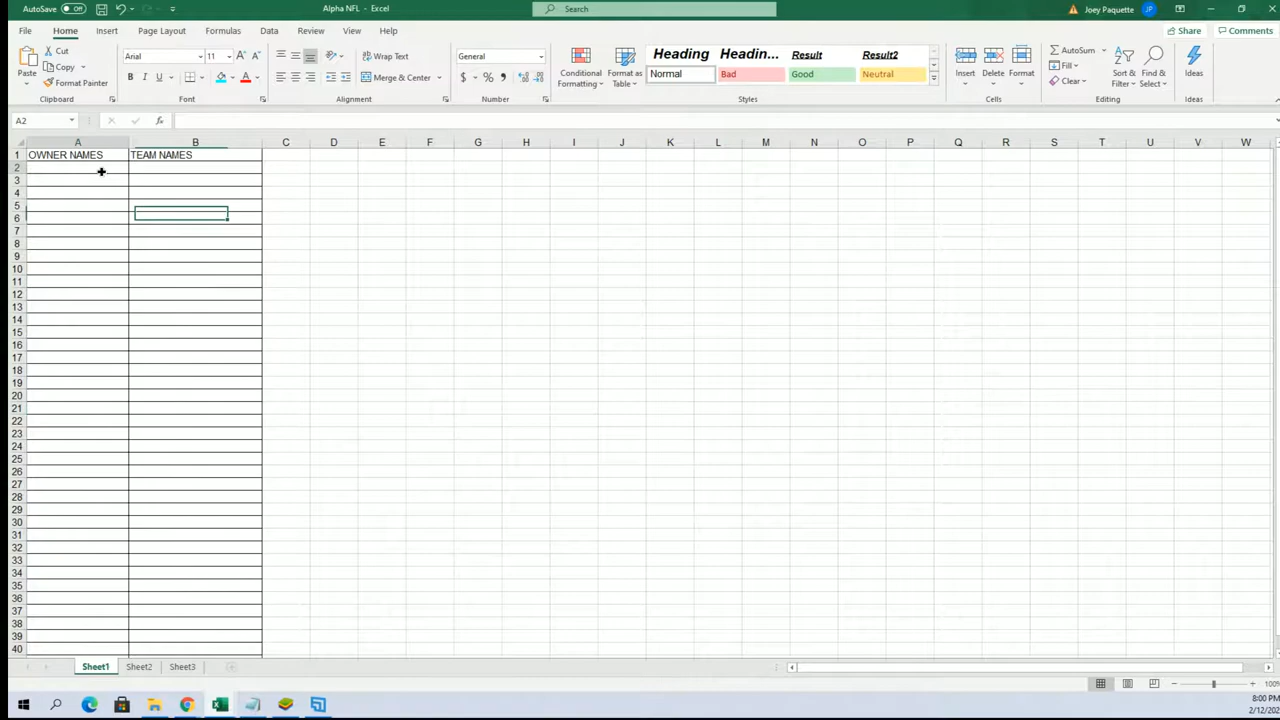 AutoSave Off Alpha NFL - Excel Search Joey Paquette JP
File Home Insert Page Layout Formulas Data Review View Help Share Comments
Paste Cut Copy Format Painter Clipboard
Arial 11 A A B I U A Font
Wrap Text Merge & Center Alignment
General $ % Number
Conditional Formatting Format as Table
Heading Headin... Result Result2
Normal Bad Good Neutral
Styles
Insert Delete Format Cells
AutoSum Fill Clear Sort & Filter Find & Select Editing
Ideas Ideas
A2 fx
A B C D E F G H I J K L M N O P Q R S T U V W
1 OWNER NAMES TEAM NAMES
2
3
4
5
6
7
8
9
10
11
12
13
14
15
16
17
18
19
20
21
22
23
24
25
26
27
28
29
30
31
32
33
34
35
36
37
38
39
40
Sheet1 Sheet2 Sheet3
100%
8:00 PM
2/12/202